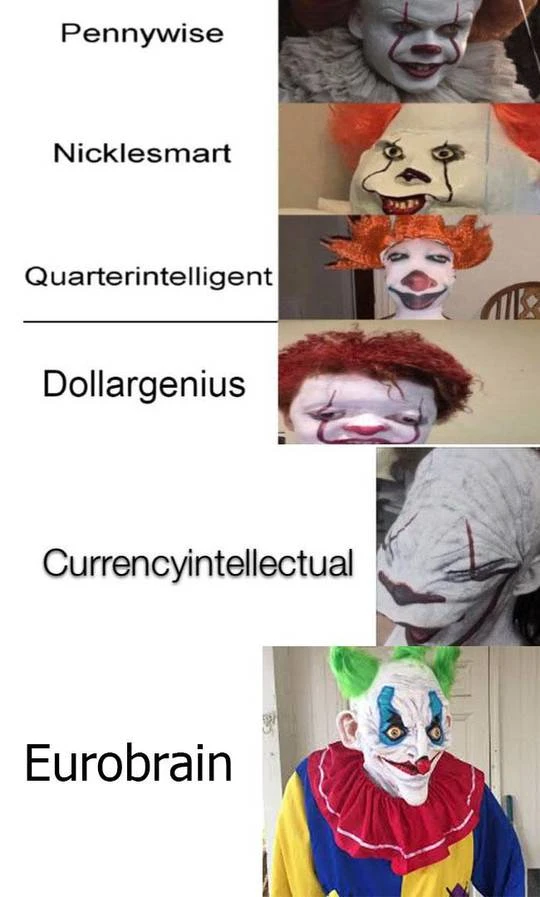 Pennywise
Nicklesmart
Quarterintelligent
Dollargenius
Currencyintellectual
Eurobrain